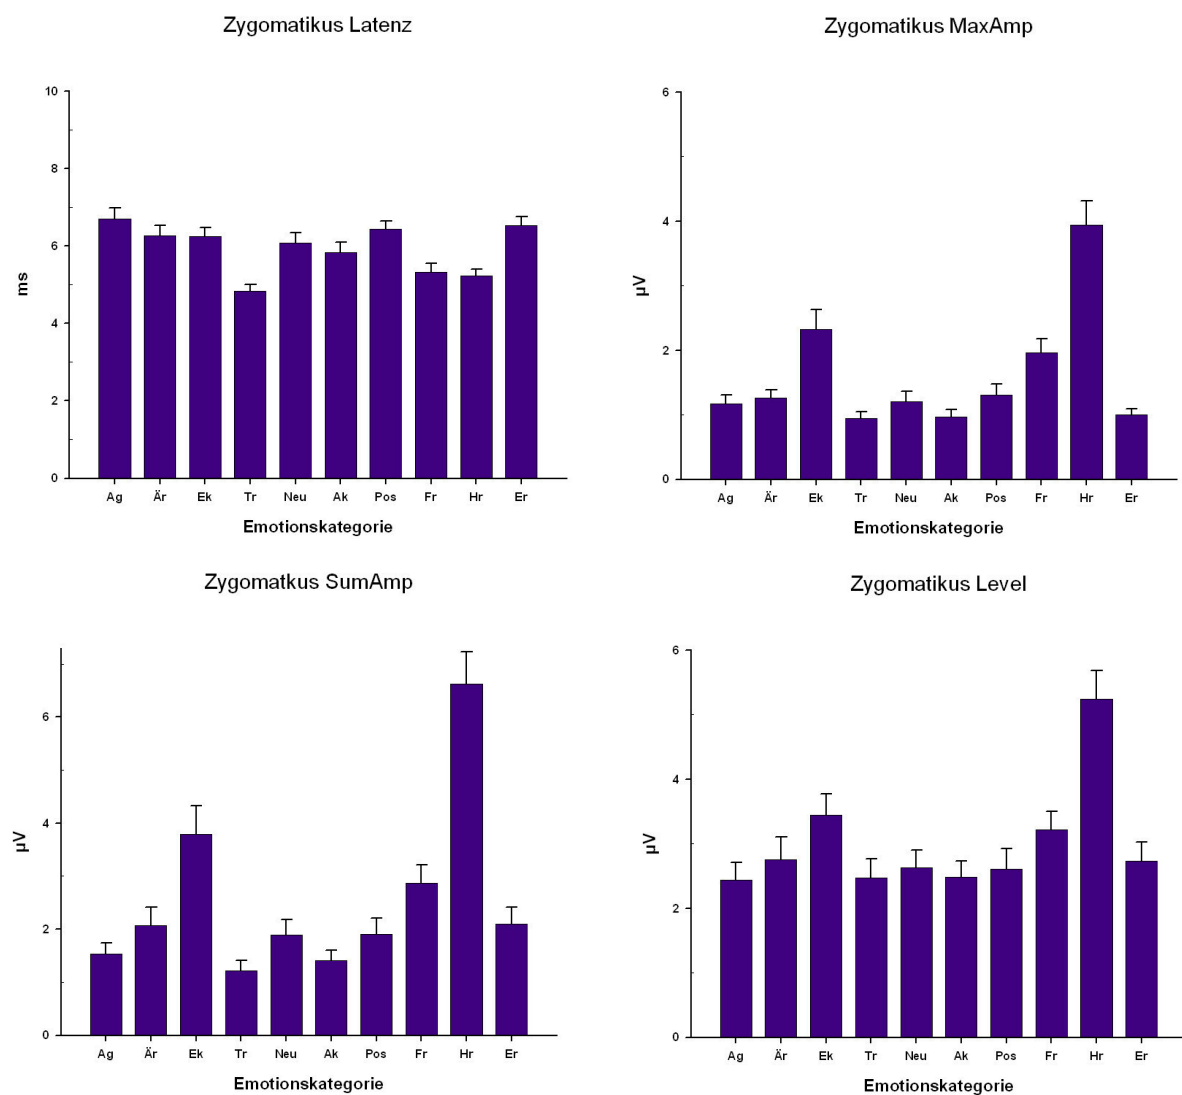 Zygomatikus Latenz
10
8
6
4
2
0
ms
Ag Är Ek Tr Neu Ak Pos Fr Hr Er
Emotionskategorie
Zygomatikus MaxAmp
6
4
2
0
µV
Ag Är Ek Tr Neu Ak Pos Fr Hr Er
Emotionskategorie
Zygomatkus SumAmp
6
4
2
0
µV
Ag Är Ek Tr Neu Ak Pos Fr Hr Er
Emotionskategorie
Zygomatikus Level
6
4
2
0
µV
Ag Är Ek Tr Neu Ak Pos Fr Hr Er
Emotionskategorie